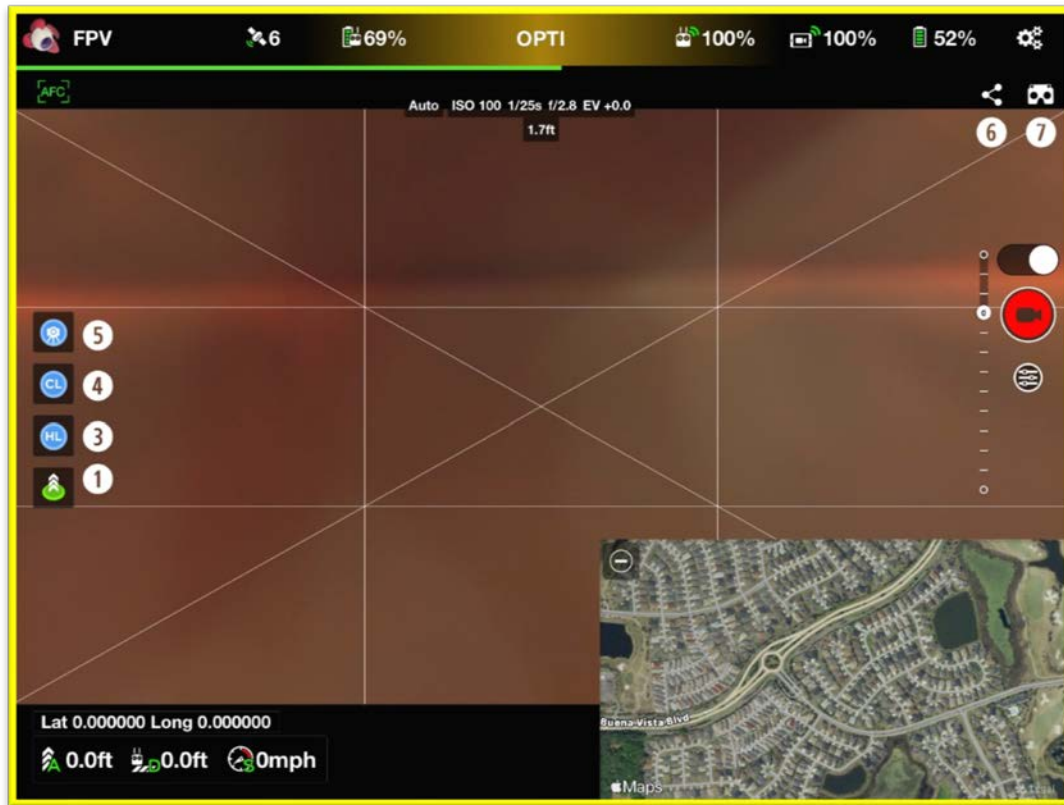 FPV 6 69% OPTI 100% 100% 52%
AFC
Auto ISO 100 1/25s f/2.8 EV +0.0
1.7ft
6 7
0
5
CL 4
HL 3
1
Buena Vista Blvd
Lat 0.000000 Long 0.000000
A 0.0ft D 0.0ft S 0mph
Maps